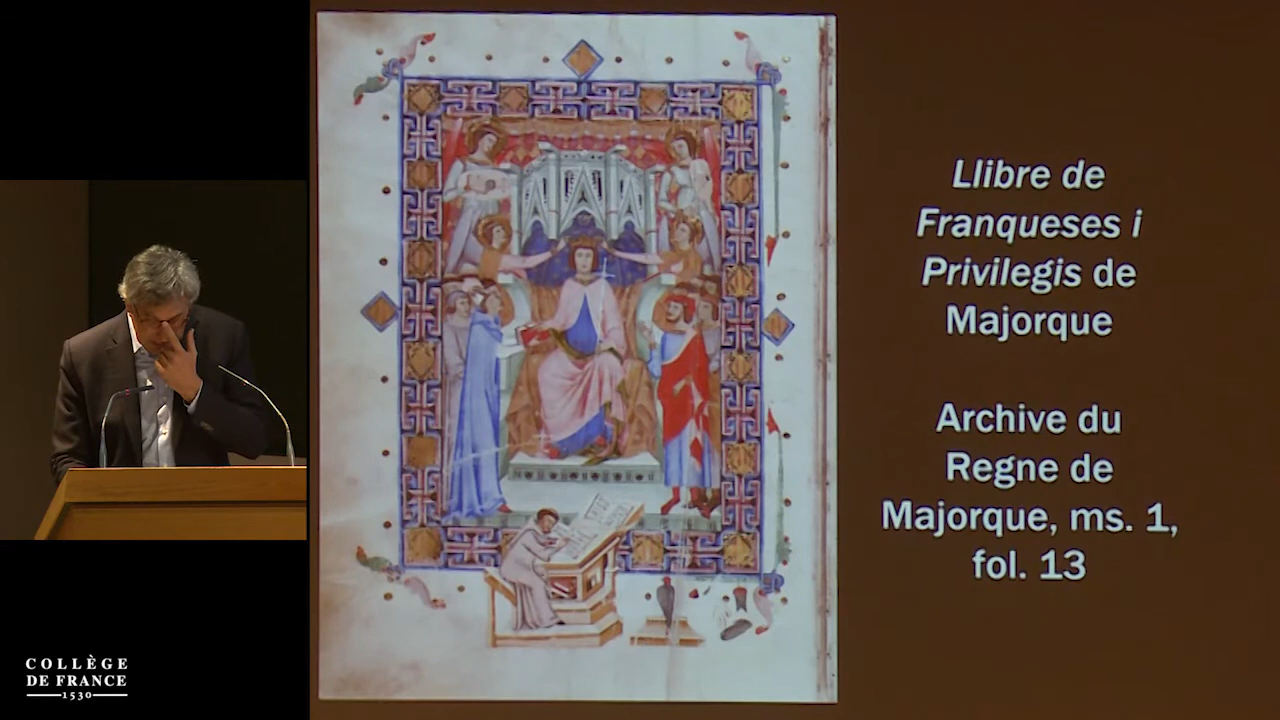 Llibre de
Franqueses i
Privilegis de
Majorque
Archive du
Regne de
Majorque, ms. 1,
fol. 13
COLLÈGE
DE FRANCE
1530